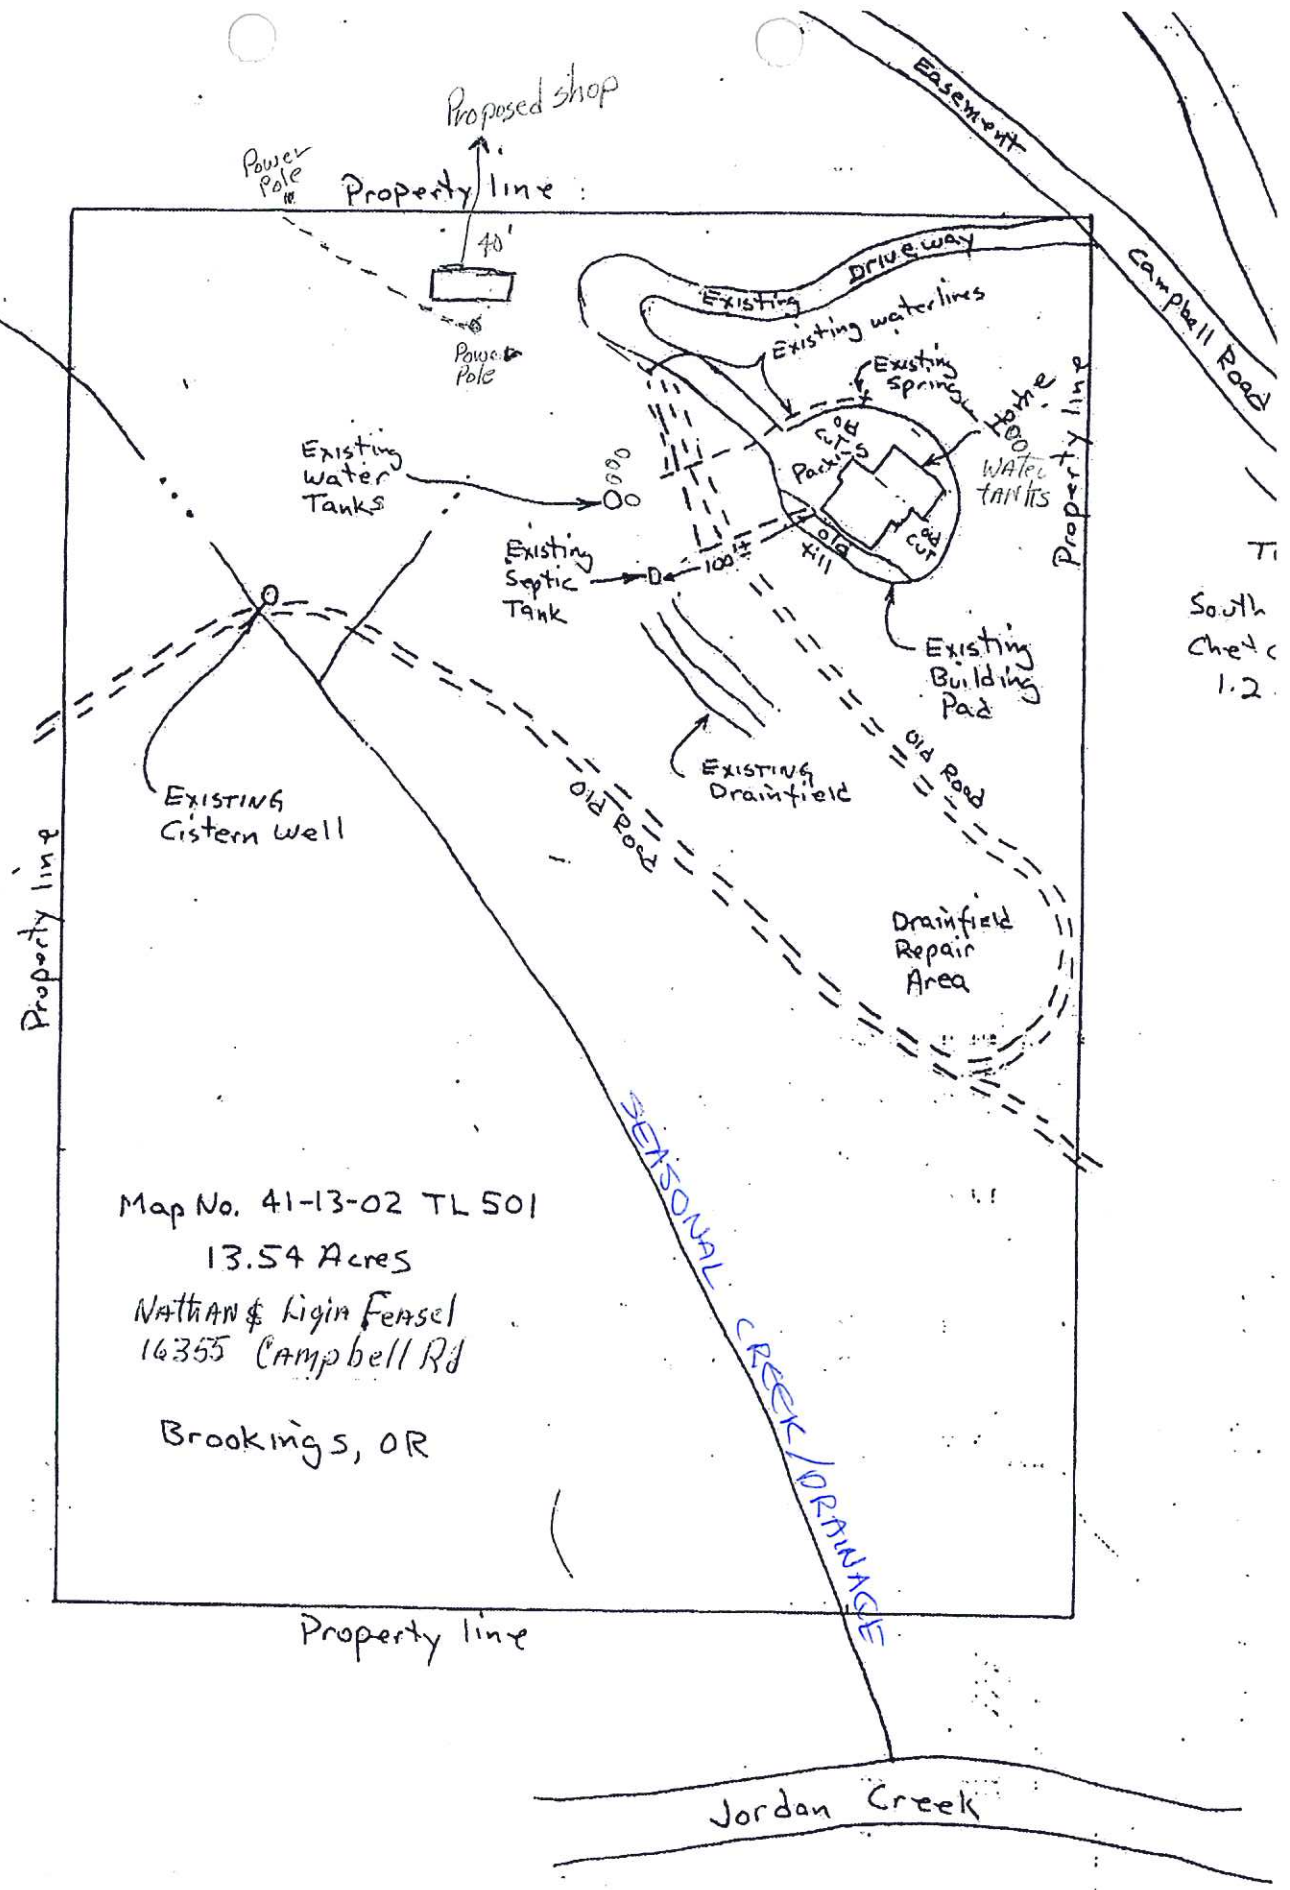 Easement
Proposed shop
Power
Pole
Property line
40'
Driveway
Existing
Campbell Road
Existing waterlines
Power
Pole
Existing
Spring
Property line
old
cut
Parking
WATER
TANKS
Existing
Water
Tanks
old
cut
old
fill
Existing
Septic
Tank
100'±
South
Existing
Building
Pad
1.2
Old Road
EXISTING
Drainfield
Old Road
EXISTING
Cistern Well
Property line
Drainfield
Repair
Area
SEASONAL CREEK/DRAINAGE
Map No. 41-13-02 TL 501
13.54 Acres
NATHAN & Ligia FEASEL
16355 CAMPbell Rd
Brookings, OR
Property line
Jordan Creek